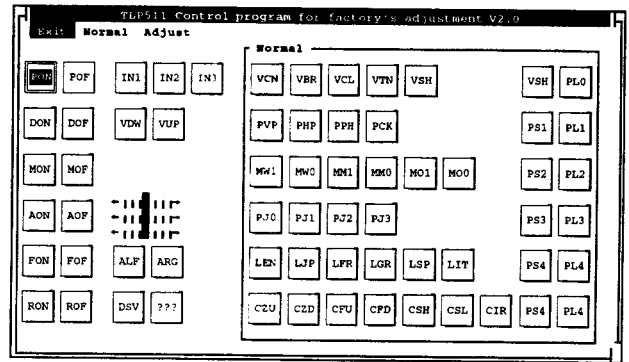 TLP511 Control program for factory's adjustment V2.0
Exit Normal Adjust
Normal
PON POF IN1 IN2 IN3 VCN VBR VCL VTN VSH VSH PL0
DON DOF VDW VUP PVP PHP PPH PCK PS1 PL1
MON MOF MW1 MW0 MM1 MM0 MO1 MO0 PS2 PL2
AON AOF PJ0 PJ1 PJ2 PJ3 PS3 PL3
FON FOF ALF ARG LEN LJP LFR LGR LSP LIT PS4 PL4
RON ROF DSV ??? CZU CZD CFU CFD CSH CSL CIR PS4 PL4